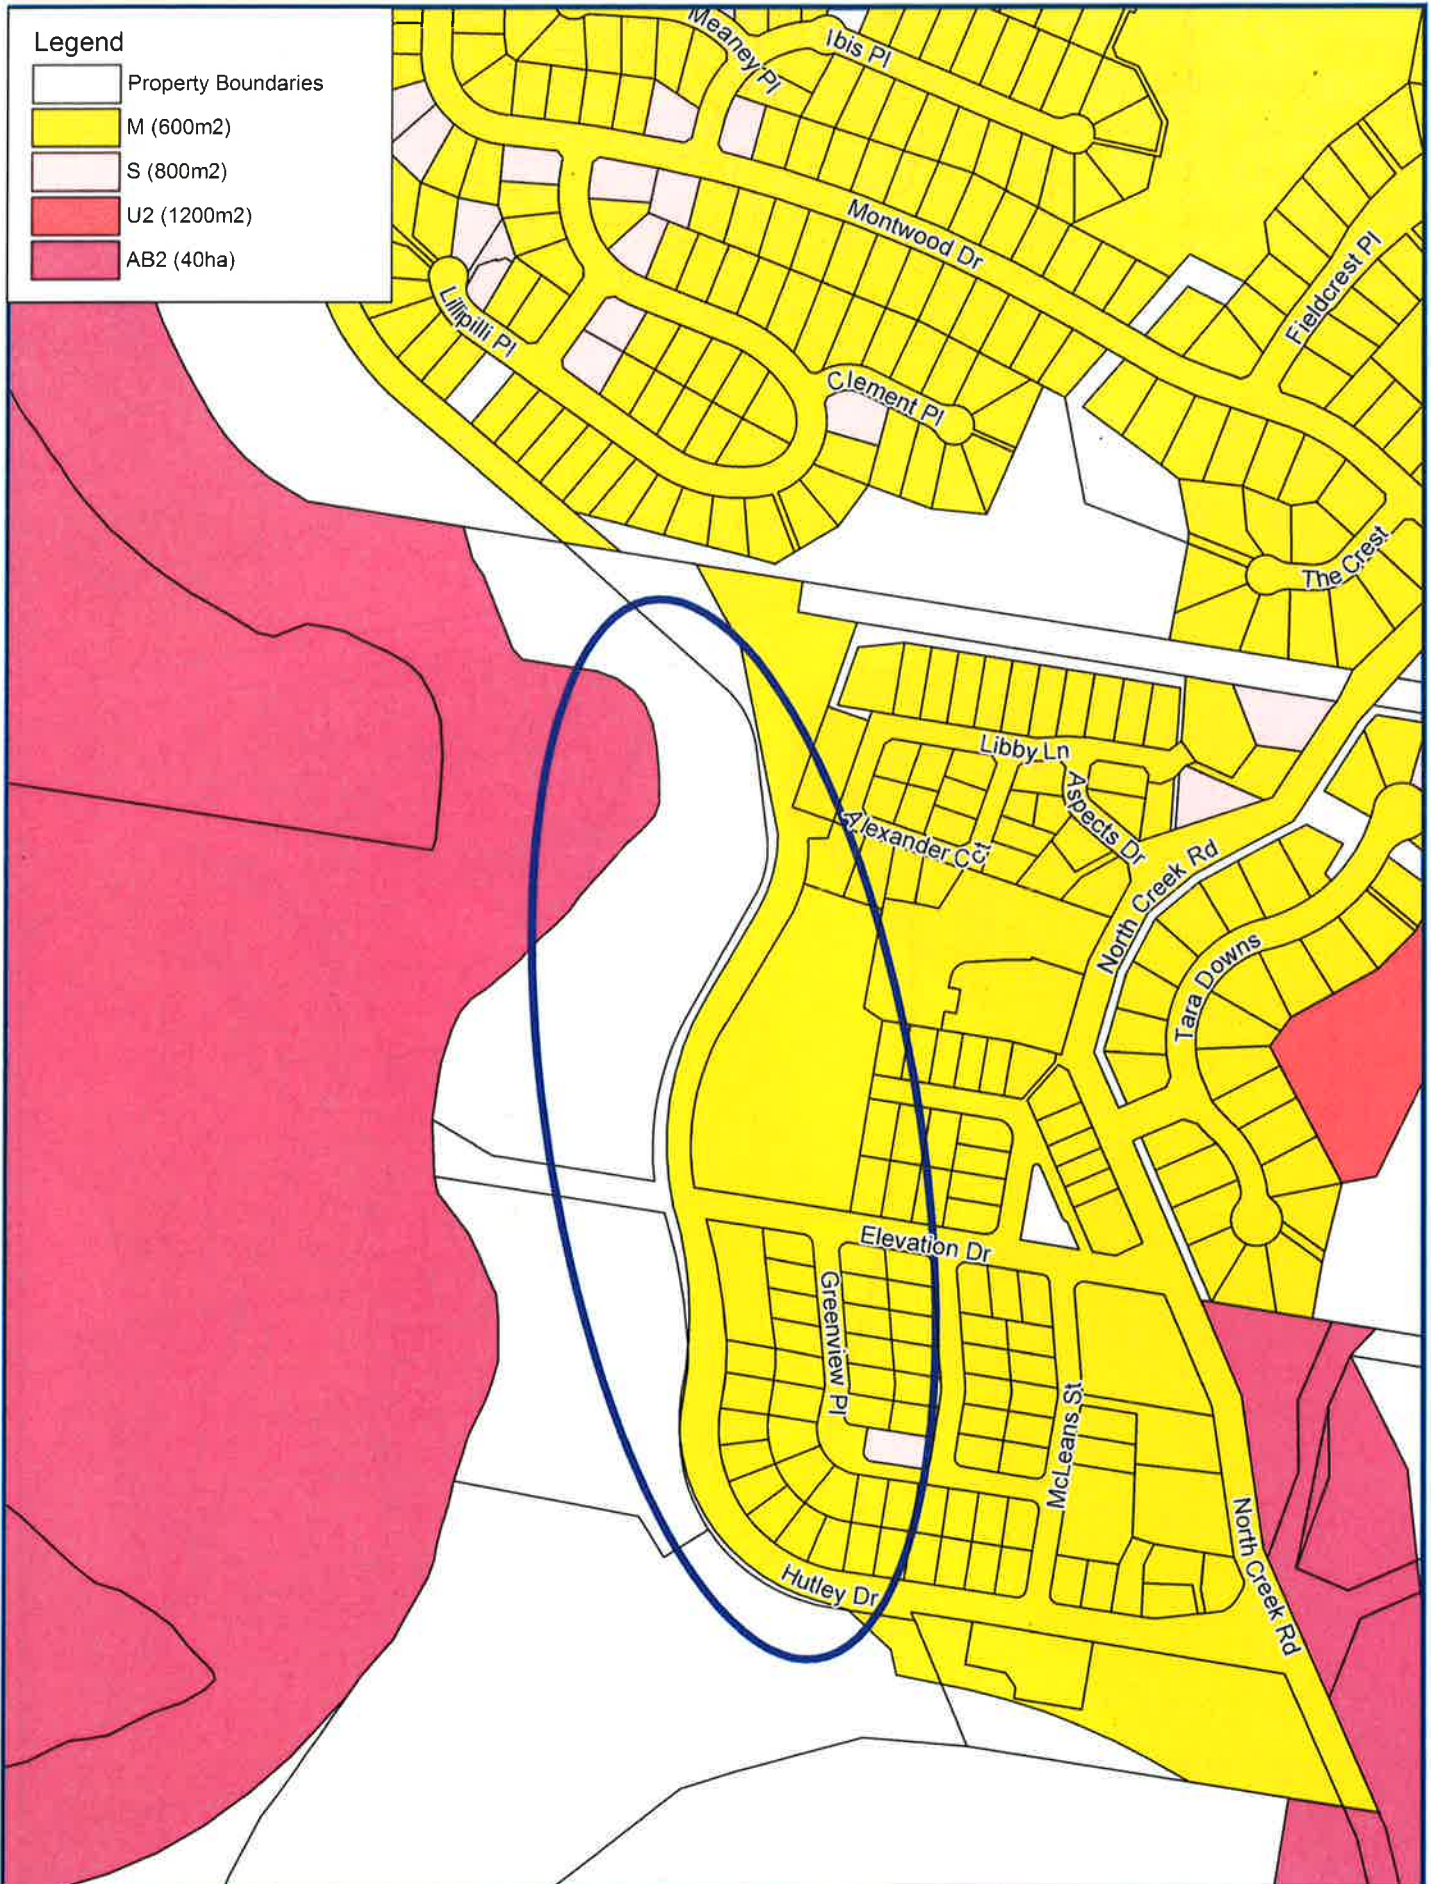 Legend
Property Boundaries
M (600m2)
S (800m2)
U2 (1200m2)
AB2 (40ha)
Meaney Pl
Ibis Pl
Montwood Dr
Fieldcrest Pl
Lillipilli Pl
Clement Pl
The Crest
Libby Ln
Aspects Dr
Alexander Cct
North Creek Rd
Tara Downs
Elevation Dr
Greenview Pl
McLeans St
Hutley Dr
North Creek Rd